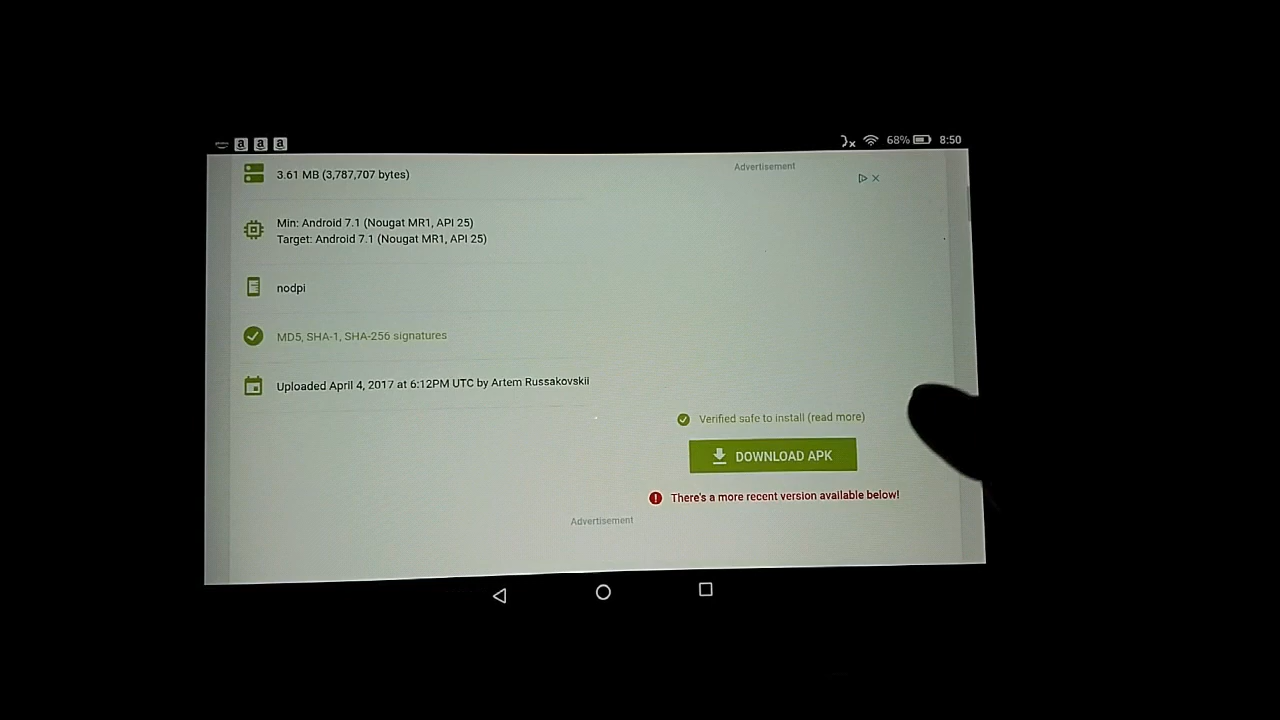 68% 8:50
3.61 MB (3,787,707 bytes)
Advertisement
Min: Android 7.1 (Nougat MR1, API 25)
Target: Android 7.1 (Nougat MR1, API 25)
nodpi
MD5, SHA-1, SHA-256 signatures
Uploaded April 4, 2017 at 6:12PM UTC by Artem Russakovskii
Verified safe to install (read more)
DOWNLOAD APK
There's a more recent version available below!
Advertisement